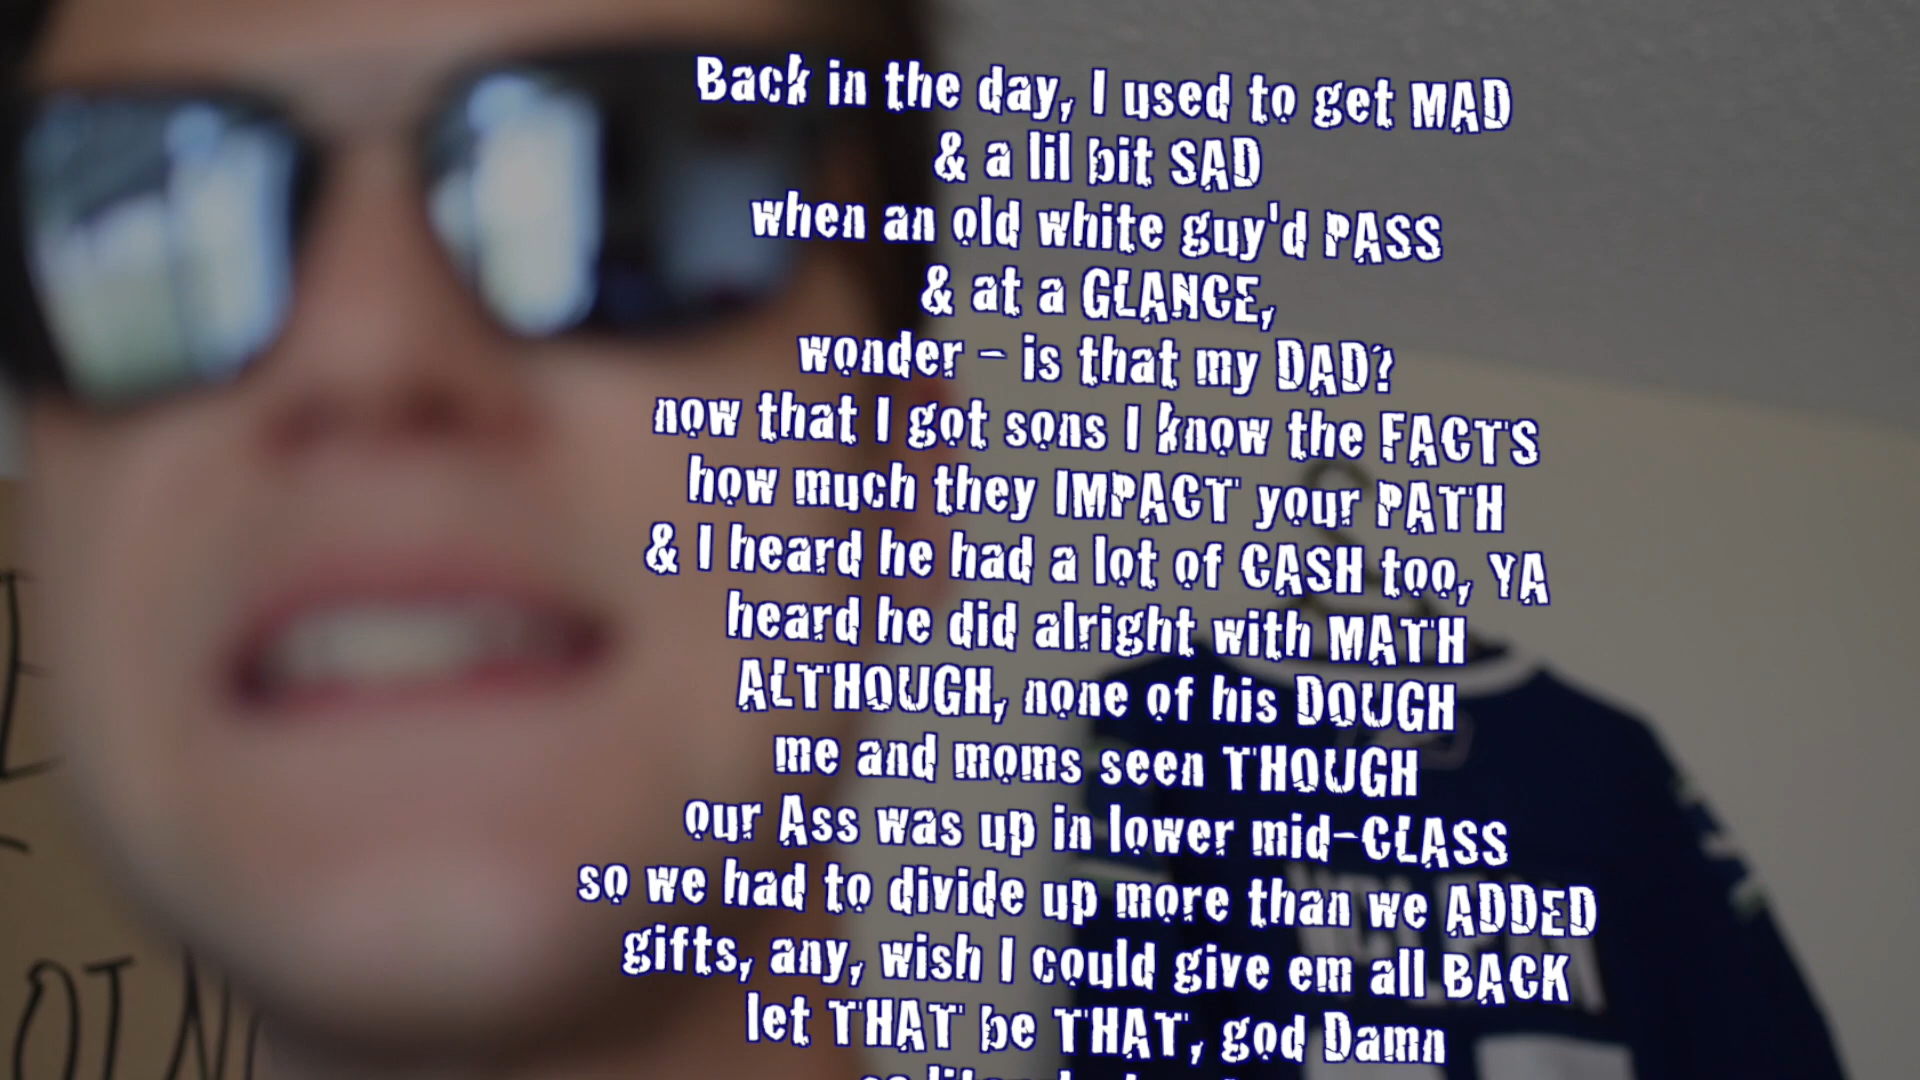 Back in the day, I used to get MAD
& a lil bit SAD
when an old white guy'd PASS
& at a GLANCE,
wonder – is that my DAD?
now that I got sons I know the FACTS
how much they IMPACT your PATH
& I heard he had a lot of CASH too, YA
heard he did alright with MATH
ALTHOUGH, none of his DOUGH
me and moms seen THOUGH
our Ass was up in lower mid-CLASS
so we had to divide up more than we ADDED
gifts, any, wish I could give em all BACK
let THAT be THAT, god Damn